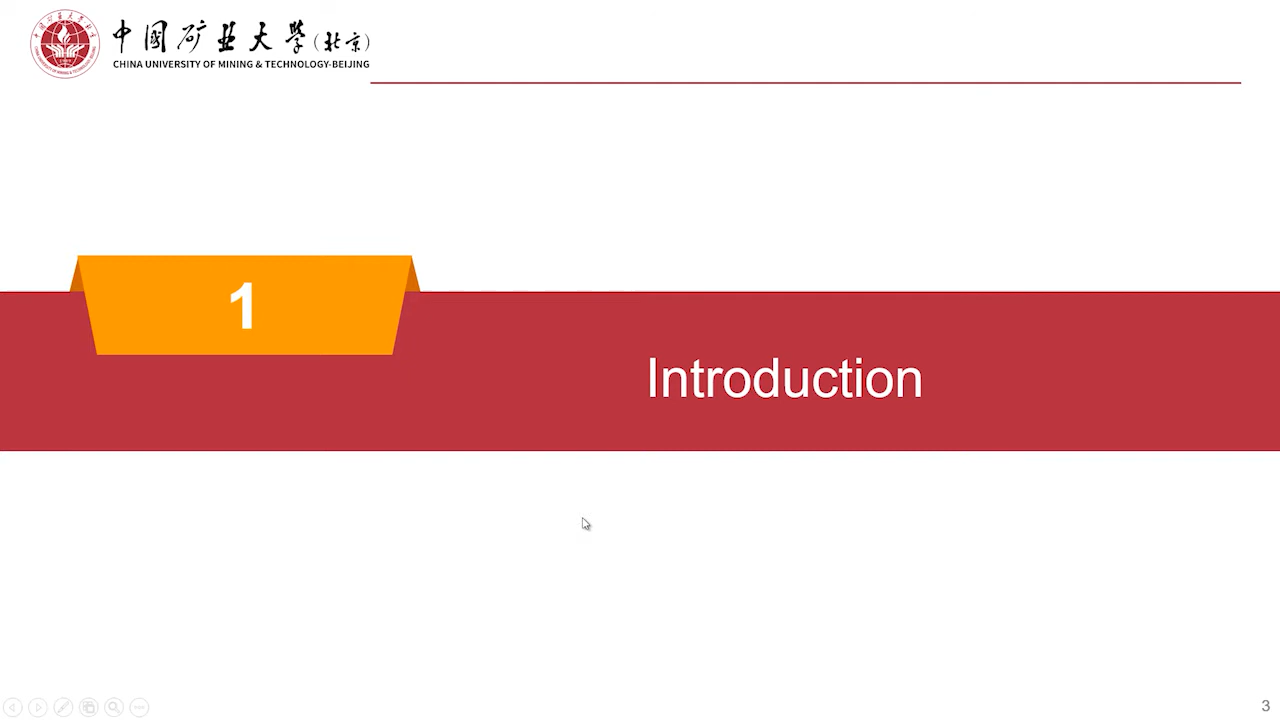 中国矿业大学(北京)
CHINA UNIVERSITY OF MINING & TECHNOLOGY-BEIJING
1
Introduction
3